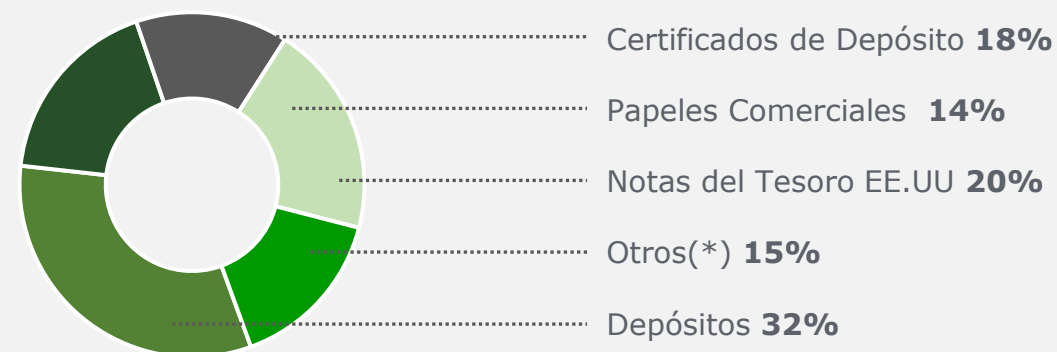 Certificados de Depósito 18%
Papeles Comerciales 14%
Notas del Tesoro EE.UU 20%
Otros(*) 15%
Depósitos 32%